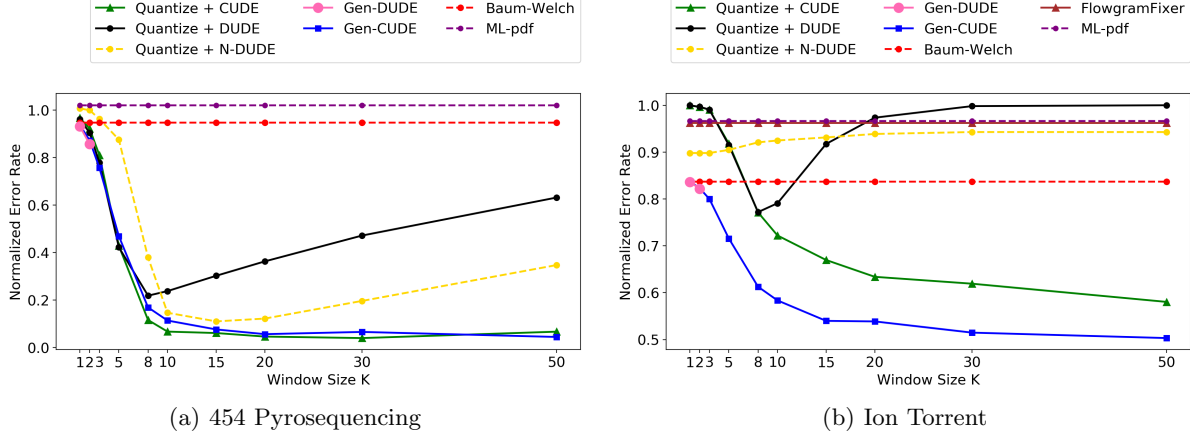 Quantize + CUDE Gen-DUDE Baum-Welch
Quantize + DUDE Gen-CUDE ML-pdf
Quantize + N-DUDE
1.0
0.8
0.6
0.4
0.2
0.0
Normalized Error Rate
1 2 3 5 8 10 15 20 30 50
Window Size K
(a) 454 Pyrosequencing
Quantize + CUDE Gen-DUDE FlowgramFixer
Quantize + DUDE Gen-CUDE ML-pdf
Quantize + N-DUDE Baum-Welch
1.0
0.9
0.8
0.7
0.6
0.5
Normalized Error Rate
1 2 3 5 8 10 15 20 30 50
Window Size K
(b) Ion Torrent